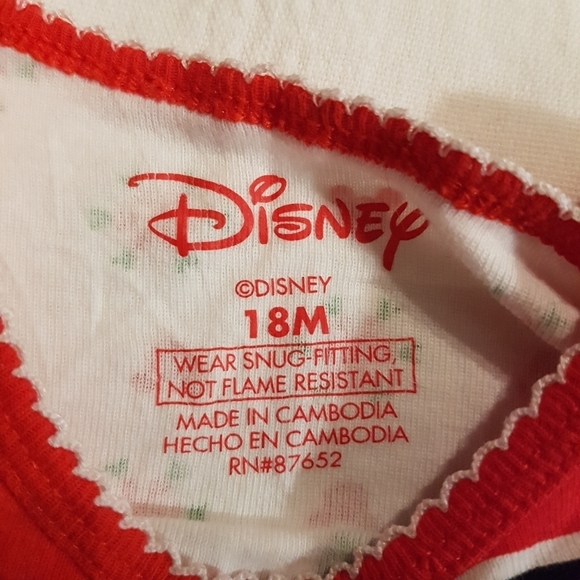 Disney
©DISNEY
18M
WEAR SNUG-FITTING,
NOT FLAME RESISTANT
MADE IN CAMBODIA
HECHO EN CAMBODIA
RN#87652